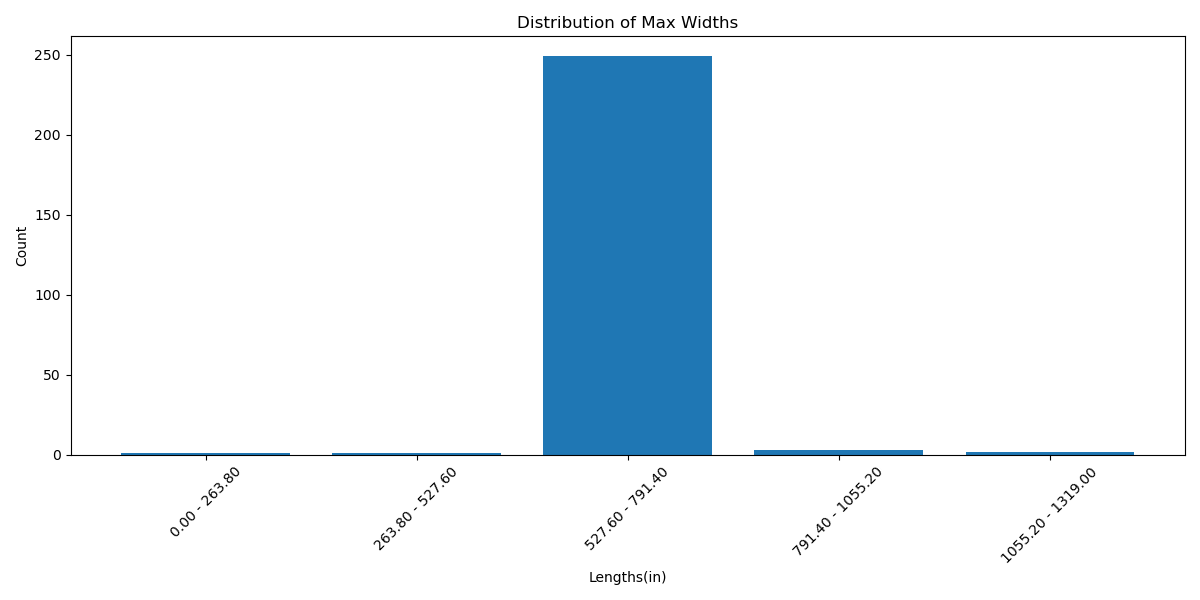 Distribution of Max Widths
250
200
150
100
50
0
Count
0.00 - 263.80
263.80 - 527.60
527.60 - 791.40
791.40 - 1055.20
1055.20 - 1319.00
Lengths(in)